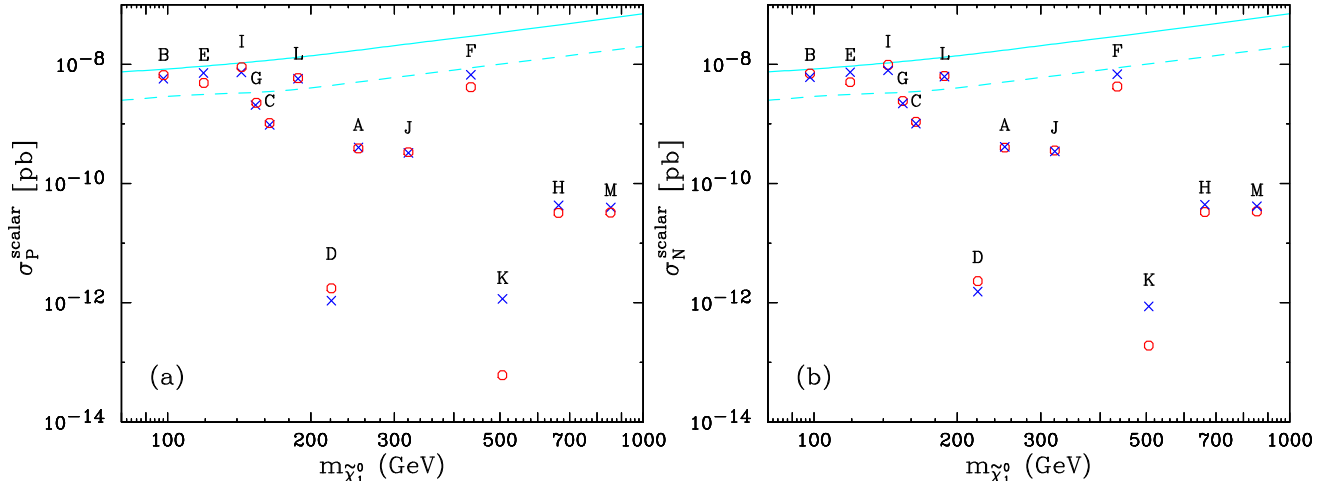 σ_P^scalar [pb]
10^-8
10^-10
10^-12
10^-14
B E I L F
G
C
A J
H M
D
K
(a)
100 200 300 500 700 1000
m_χ̃₁⁰ (GeV)
σ_N^scalar [pb]
10^-8
10^-10
10^-12
10^-14
B E I L F
G
C
A J
H M
D
K
(b)
100 200 300 500 700 1000
m_χ̃₁⁰ (GeV)